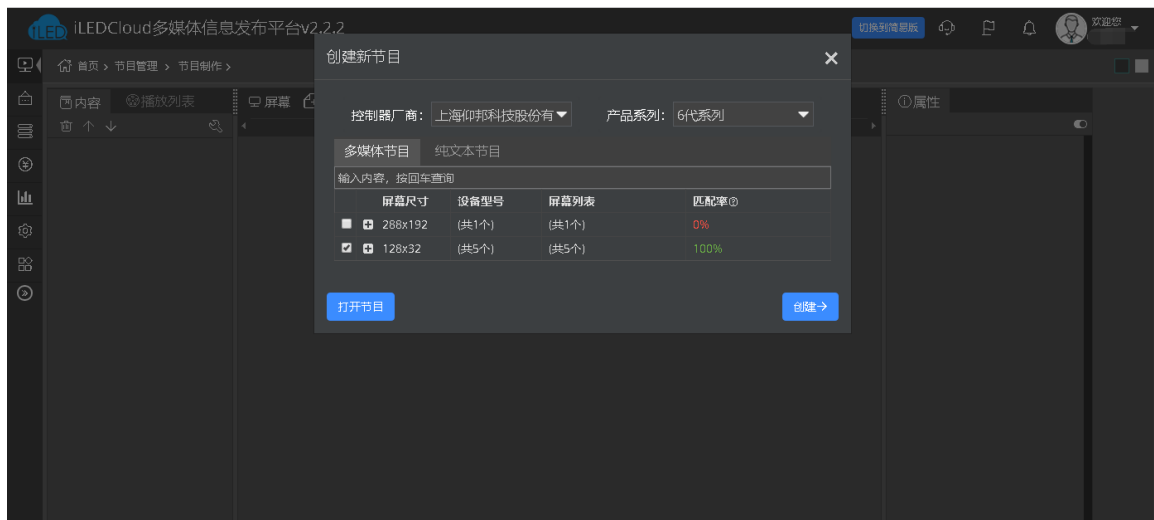 iLED iLEDCloud多媒体信息发布平台v2.2.2 切换到简易版 欢迎您
首页 > 节目管理 > 节目制作 >
内容 播放列表 屏幕 属性
创建新节目
控制器厂商: 上海仰邦科技股份有 产品系列: 6代系列
多媒体节目 纯文本节目
输入内容，按回车查询
屏幕尺寸 设备型号 屏幕列表 匹配率
288x192 (共1个) (共1个) 0%
128x32 (共5个) (共5个) 100%
打开节目 创建→